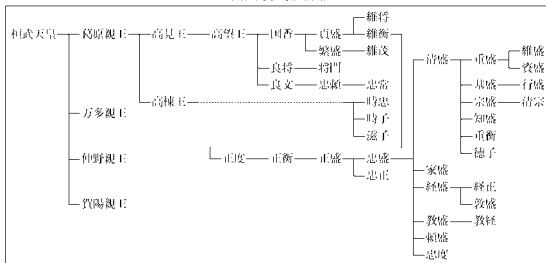 維将
桓武天皇 葛原親王 高見王 高望王 国香 貞盛 維衡
繁盛 維茂
清盛 重盛 維盛
資盛
良将 将門
基盛 行盛
良文 忠頼 忠常
宗盛 清宗
高棟王 時忠
万多親王 時子
知盛
滋子
重衡
徳子
仲野親王 正度 正衡 正盛 忠盛
忠正
家盛
経盛 経正
敦盛
賀陽親王
教盛 教経
頼盛
忠度